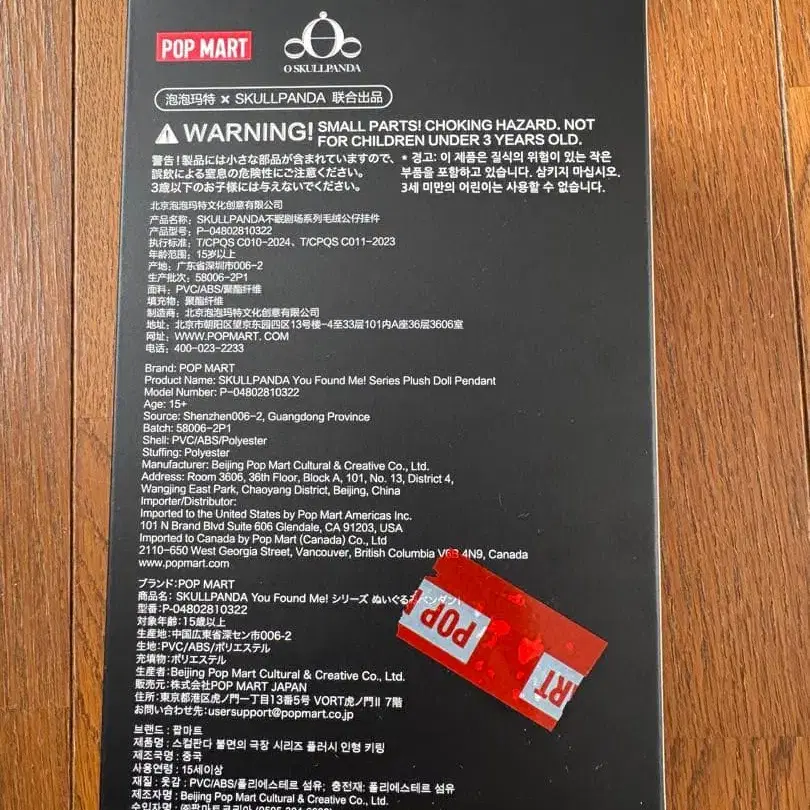 POP MART
O SKULLPANDA
泡泡玛特 × SKULLPANDA 联合出品
WARNING! SMALL PARTS! CHOKING HAZARD. NOT
FOR CHILDREN UNDER 3 YEARS OLD.
警告！製品には小さな部品が含まれていますので、
誤飲による窒息の危険性にご注意ください。
3歳以下のお子様には与えないでください。
* 경고: 이 제품은 질식의 위험이 있는 작은
부품을 포함하고 있습니다. 삼키지 마십시오.
3세 미만의 어린이는 사용할 수 없습니다.
北京泡泡玛特文化创意有限公司
产品名称：SKULLPANDA不眠剧场系列毛绒公仔挂件
产品型号：P-04802810322
执行标准：T/CPQS C010-2024、T/CPQS C011-2023
年龄范围：15岁以上
产地：广东省深圳市006-2
生产批次：58006-2P1
面料：PVC/ABS/聚酯纤维
填充物：聚酯纤维
制造商：北京泡泡玛特文化创意有限公司
地址：北京市朝阳区望京东园四区13号楼-4至33层101内A座36层3606室
网址：WWW.POPMART.COM
电话：400-023-2233
Brand: POP MART
Product Name: SKULLPANDA You Found Me! Series Plush Doll Pendant
Model Number: P-04802810322
Age: 15+
Source: Shenzhen006-2, Guangdong Province
Batch: 58006-2P1
Shell: PVC/ABS/Polyester
Stuffing: Polyester
Manufacturer: Beijing Pop Mart Cultural & Creative Co., Ltd.
Address: Room 3606, 36th Floor, Block A, 101, No. 13, District 4,
Wangjing East Park, Chaoyang District, Beijing, China
Importer/Distributor:
Imported to the United States by Pop Mart Americas Inc.
101 N Brand Blvd Suite 606 Glendale, CA 91203, USA
Imported to Canada by Pop Mart (Canada) Co., Ltd
2110-650 West Georgia Street, Vancouver, British Columbia V6B 4N9, Canada
www.popmart.com
ブランド：POP MART
商品名： SKULLPANDA You Found Me! シリーズ ぬいぐるみペンダント
型番：P-04802810322
対象年齢：15歳以上
生産地：中国広東省深セン市006-2
生地：PVC/ABS/ポリエステル
充填物：ポリエステル
生産者：Beijing Pop Mart Cultural & Creative Co., Ltd.
販売元：株式会社POP MART JAPAN
住所：東京都港区虎ノ門一丁目13番5号 VORT虎ノ門II 7階
お問い合わせ先：usersupport@popmart.co.jp
POP
RT
브랜드 : 팝마트
제품명 : 스컬판다 불면의 극장 시리즈 플러시 인형 키링
제조국명 : 중국
사용연령 : 15세이상
재질 : 옷감 : PVC/ABS/폴리에스테르 섬유; 충전재: 폴리에스테르 섬유
제조자명 : Beijing Pop Mart Cultural & Creative Co., Ltd.